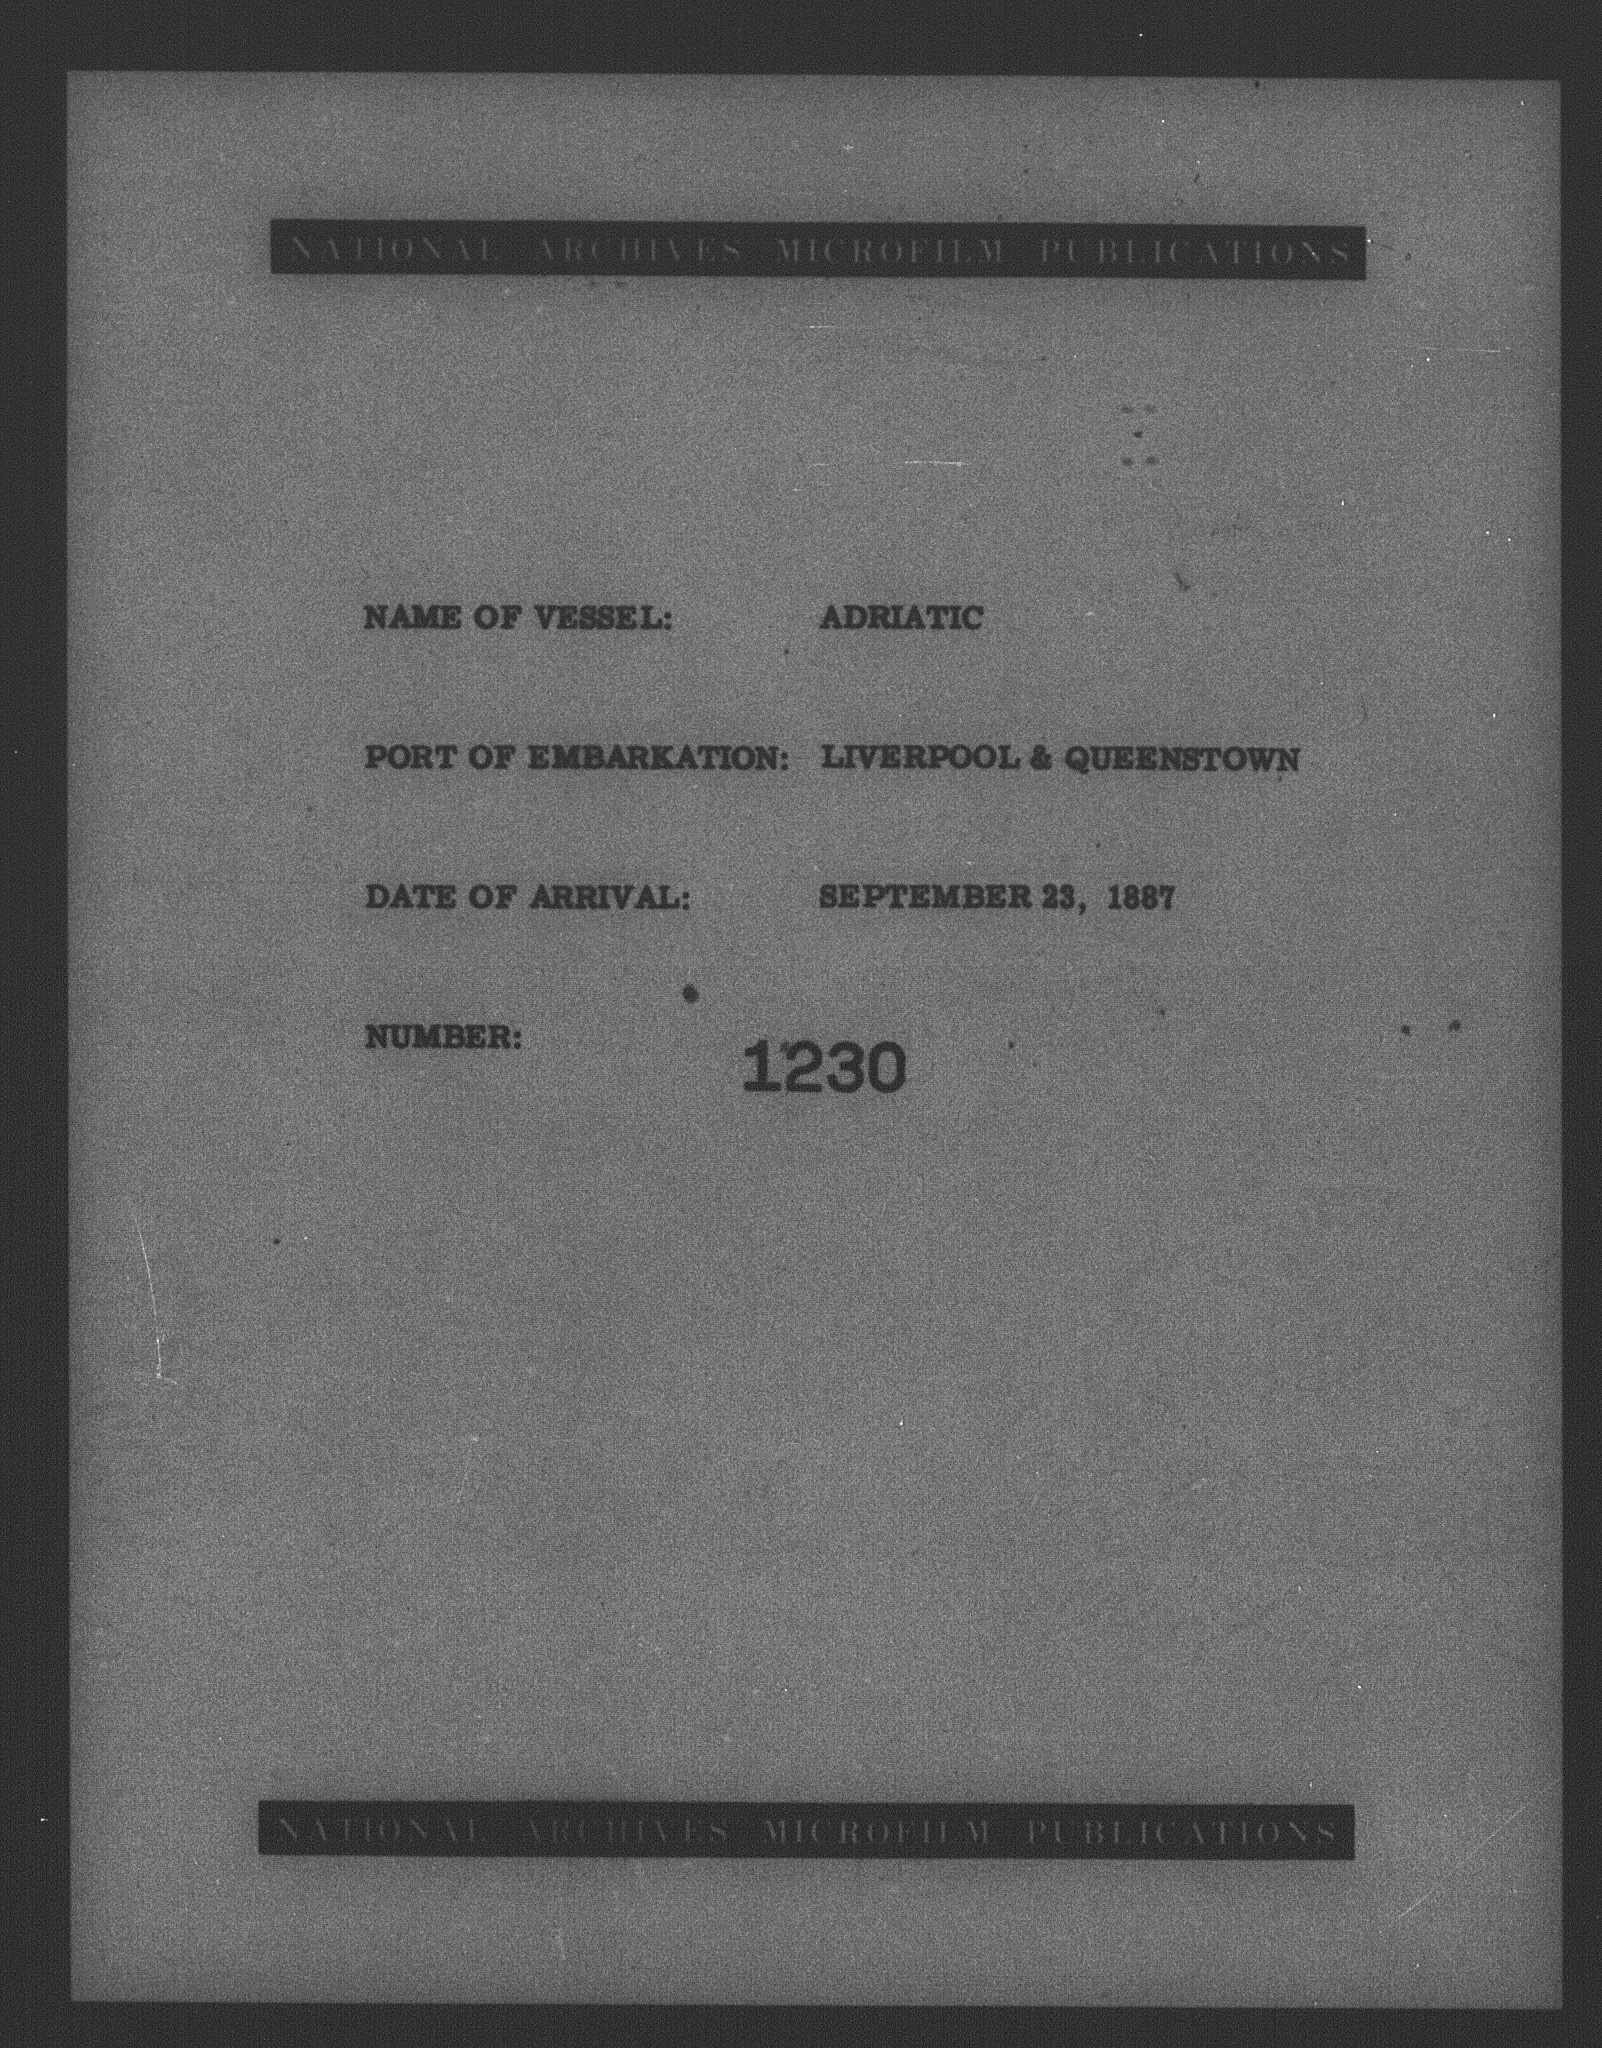 NATIONAL ARCHIVES MICROFILM PUBLICATIONS
NAME OF VESSEL: ADRIATIC
PORT OF EMBARKATION: LIVERPOOL & QUEENSTOWN
DATE OF ARRIVAL: SEPTEMBER 23, 1887
NUMBER: 1230
NATIONAL ARCHIVES MICROFILM PUBLICATIONS